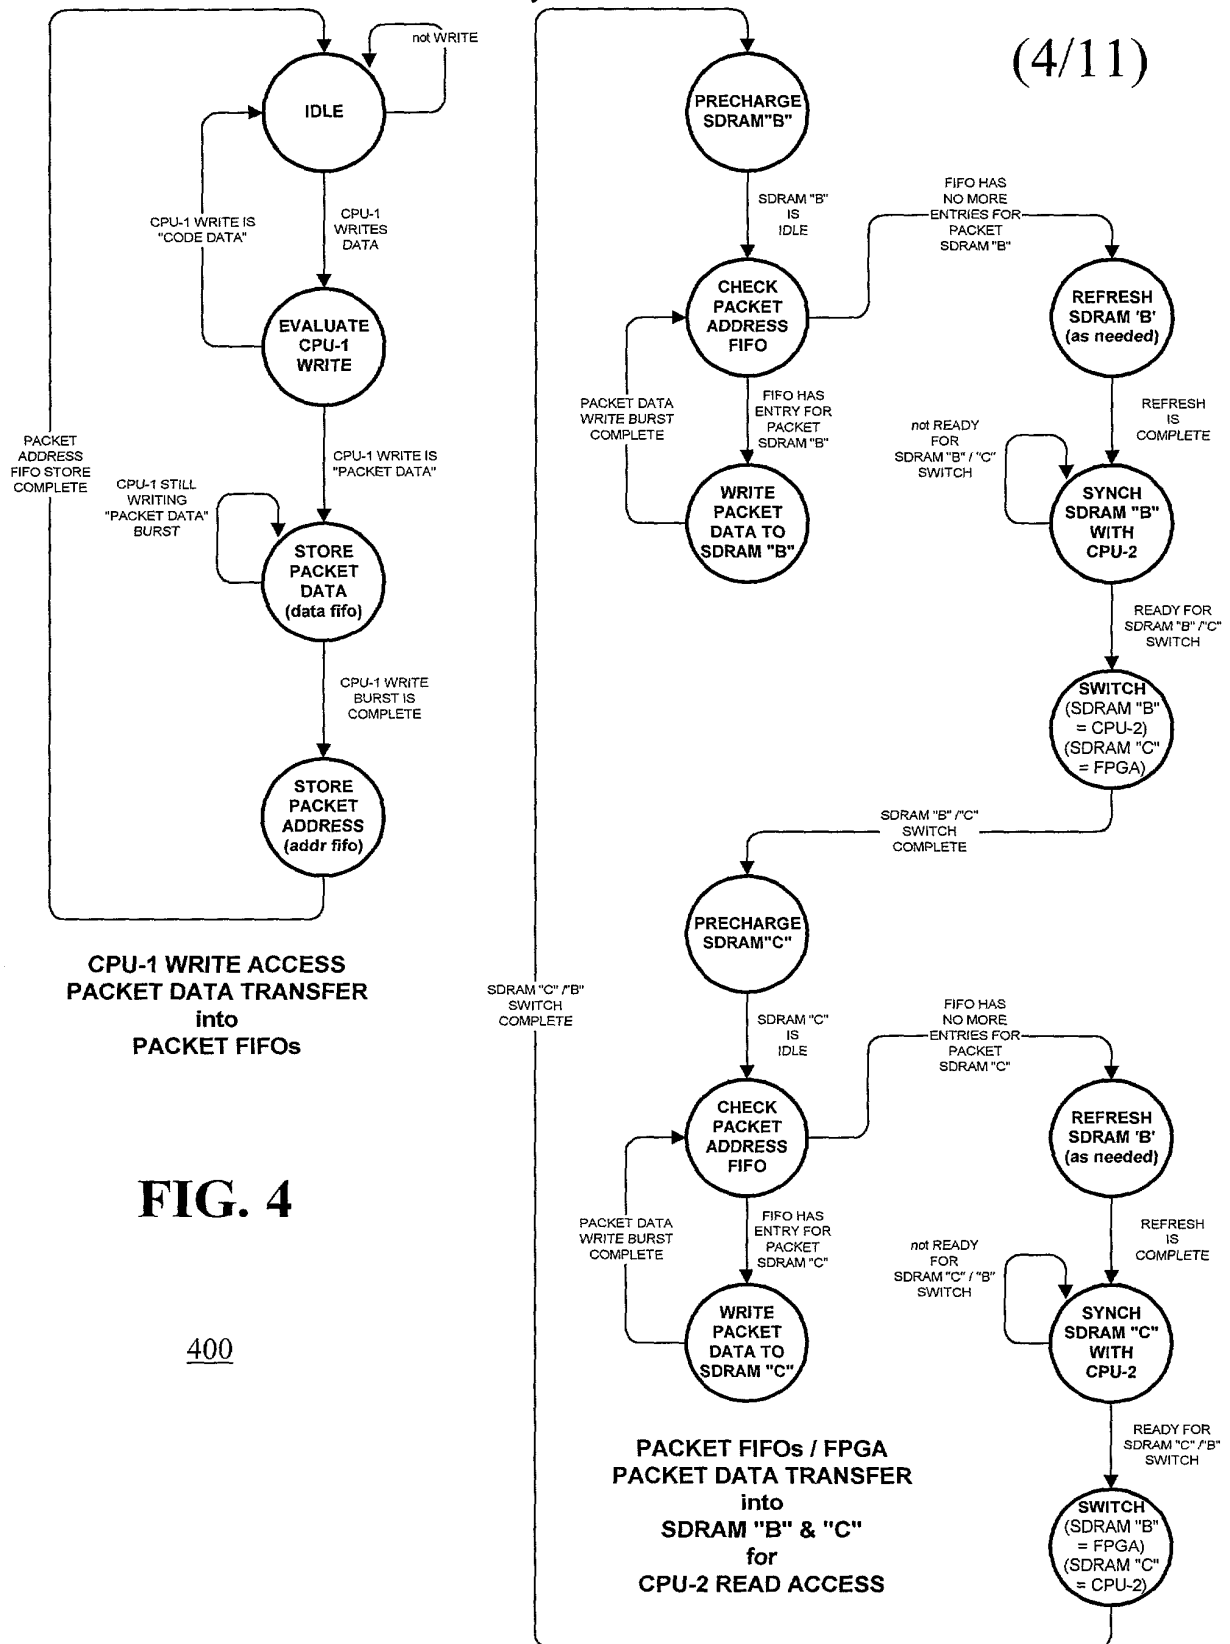 (4/11)
not WRITE
IDLE
CPU-1 WRITE IS
"CODE DATA"
CPU-1
WRITES
DATA
EVALUATE
CPU-1
WRITE
PACKET
ADDRESS
FIFO STORE
COMPLETE
CPU-1 WRITE IS
"PACKET DATA"
CPU-1 STILL
WRITING
"PACKET DATA"
BURST
STORE
PACKET
DATA
(data fifo)
CPU-1 WRITE
BURST IS
COMPLETE
STORE
PACKET
ADDRESS
(addr fifo)
CPU-1 WRITE ACCESS
PACKET DATA TRANSFER
into
PACKET FIFOs
FIG. 4
400
PRECHARGE
SDRAM"B"
SDRAM "B"
IS
IDLE
FIFO HAS
NO MORE
ENTRIES FOR
PACKET
SDRAM "B"
CHECK
PACKET
ADDRESS
FIFO
REFRESH
SDRAM 'B'
(as needed)
PACKET DATA
WRITE BURST
COMPLETE
FIFO HAS
ENTRY FOR
PACKET
SDRAM "B"
not READY
FOR
SDRAM "B" / "C"
SWITCH
REFRESH
IS
COMPLETE
WRITE
PACKET
DATA TO
SDRAM "B"
SYNCH
SDRAM "B"
WITH
CPU-2
READY FOR
SDRAM "B" /"C"
SWITCH
SWITCH
(SDRAM "B"
= CPU-2)
(SDRAM "C"
= FPGA)
SDRAM "B" /"C"
SWITCH
COMPLETE
PRECHARGE
SDRAM"C"
SDRAM "C" /"B"
SWITCH
COMPLETE
SDRAM "C"
IS
IDLE
FIFO HAS
NO MORE
ENTRIES FOR
PACKET
SDRAM "C"
CHECK
PACKET
ADDRESS
FIFO
REFRESH
SDRAM 'B'
(as needed)
PACKET DATA
WRITE BURST
COMPLETE
FIFO HAS
ENTRY FOR
PACKET
SDRAM "C"
not READY
FOR
SDRAM "C" / "B"
SWITCH
REFRESH
IS
COMPLETE
WRITE
PACKET
DATA TO
SDRAM "C"
SYNCH
SDRAM "C"
WITH
CPU-2
READY FOR
SDRAM "C" /"B"
SWITCH
SWITCH
(SDRAM "B"
= FPGA)
(SDRAM "C"
= CPU-2)
PACKET FIFOs / FPGA
PACKET DATA TRANSFER
into
SDRAM "B" & "C"
for
CPU-2 READ ACCESS